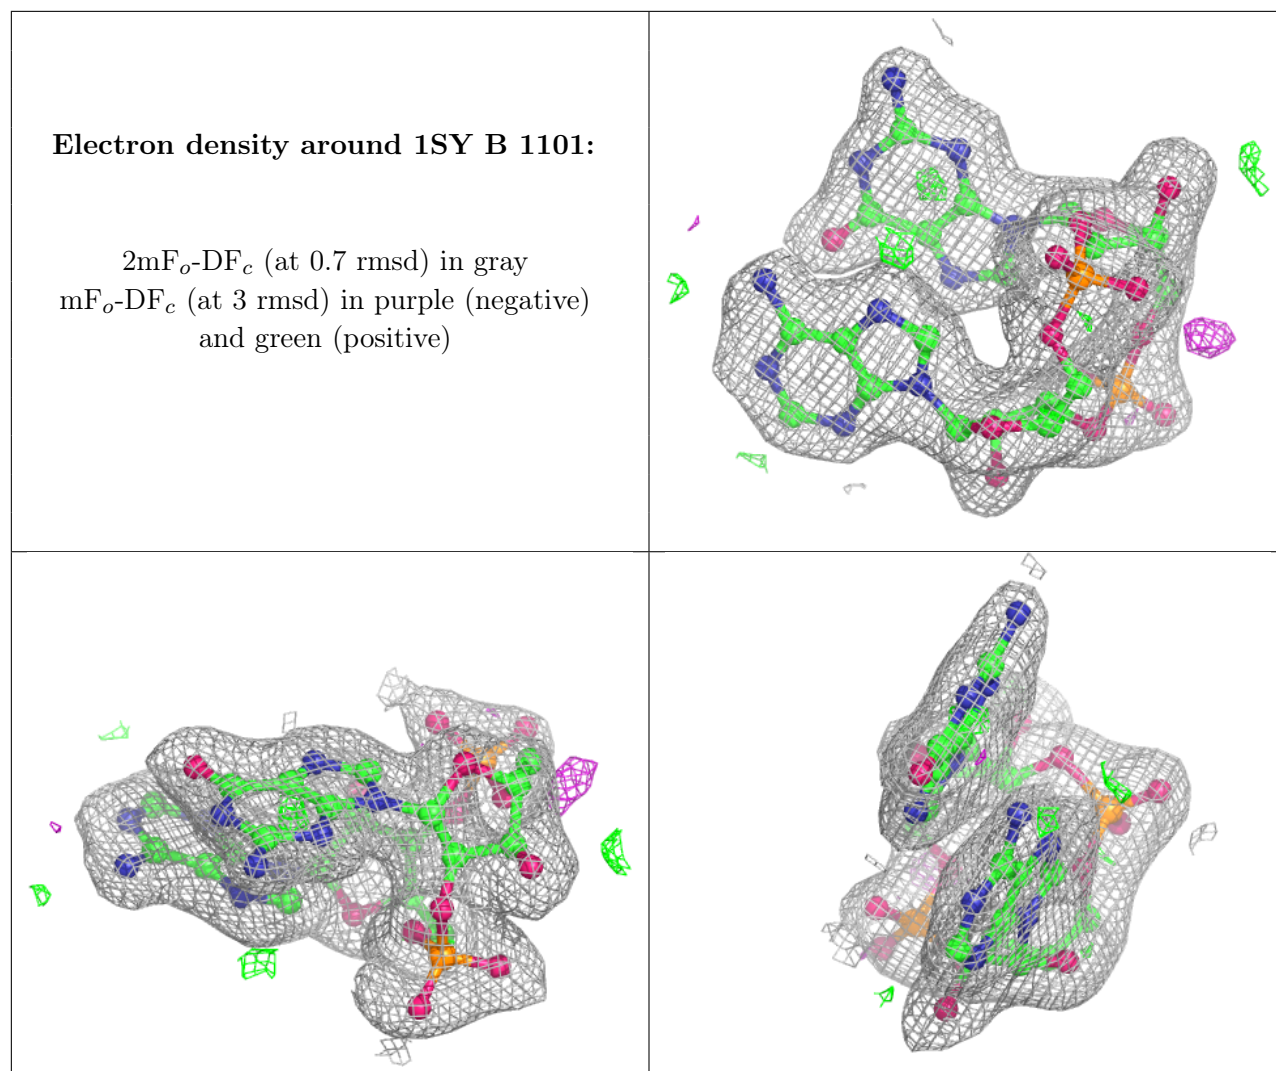 Electron density around 1SY B 1101:
2mFo-DFc (at 0.7 rmsd) in gray
mFo-DFc (at 3 rmsd) in purple (negative)
and green (positive)